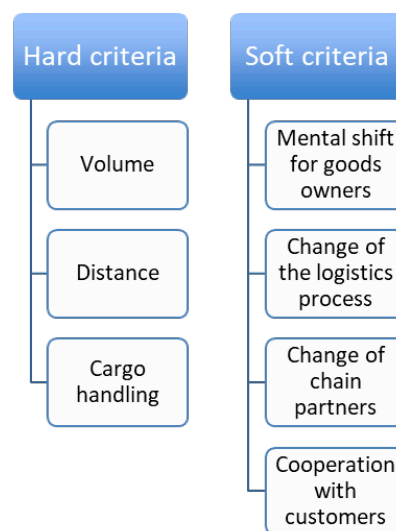 Hard criteria
Volume
Distance
Cargo
handling
Soft criteria
Mental shift
for goods
owners
Change of
the logistics
process
Change of
chain
partners
Cooperation
with
customers